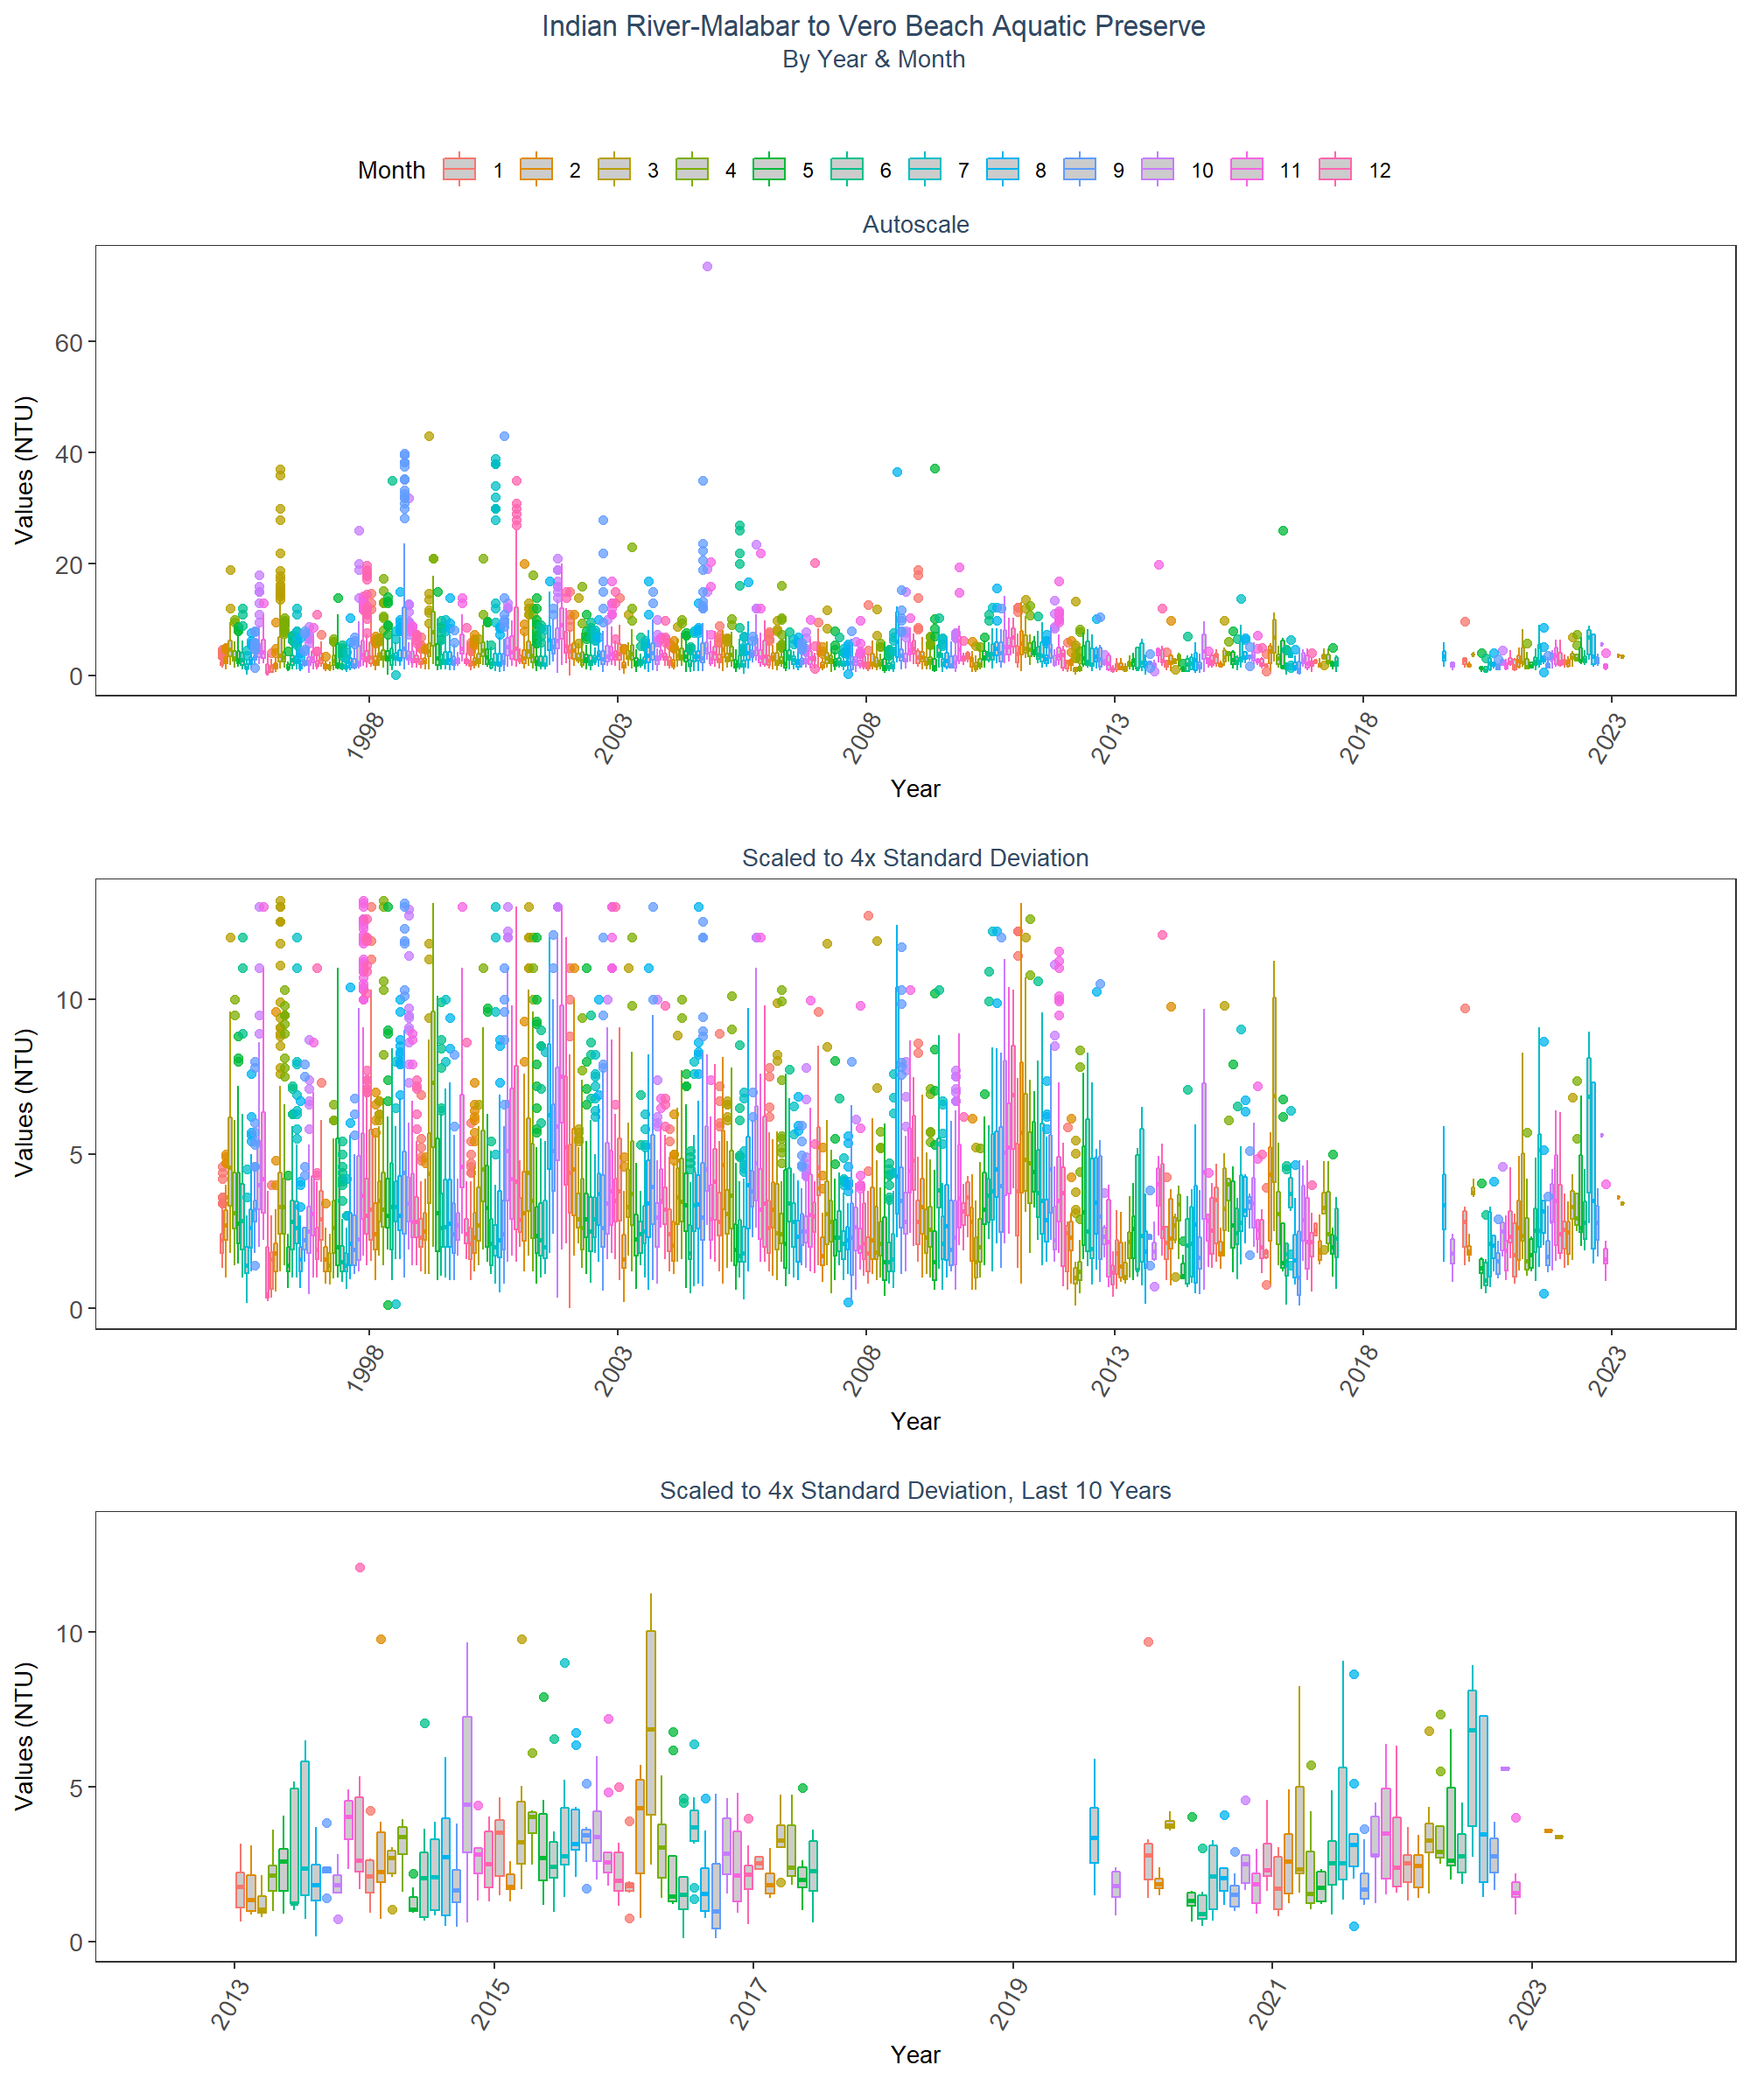 Indian River-Malabar to Vero Beach Aquatic Preserve
By Year & Month
Month 1 2 3 4 5 6 7 8 9 10 11 12
Autoscale
Values (NTU)
60
40
20
0
1998 2003 2008 2013 2018 2023
Year
Scaled to 4x Standard Deviation
Values (NTU)
10
5
0
1998 2003 2008 2013 2018 2023
Year
Scaled to 4x Standard Deviation, Last 10 Years
Values (NTU)
10
5
0
2013 2015 2017 2019 2021 2023
Year